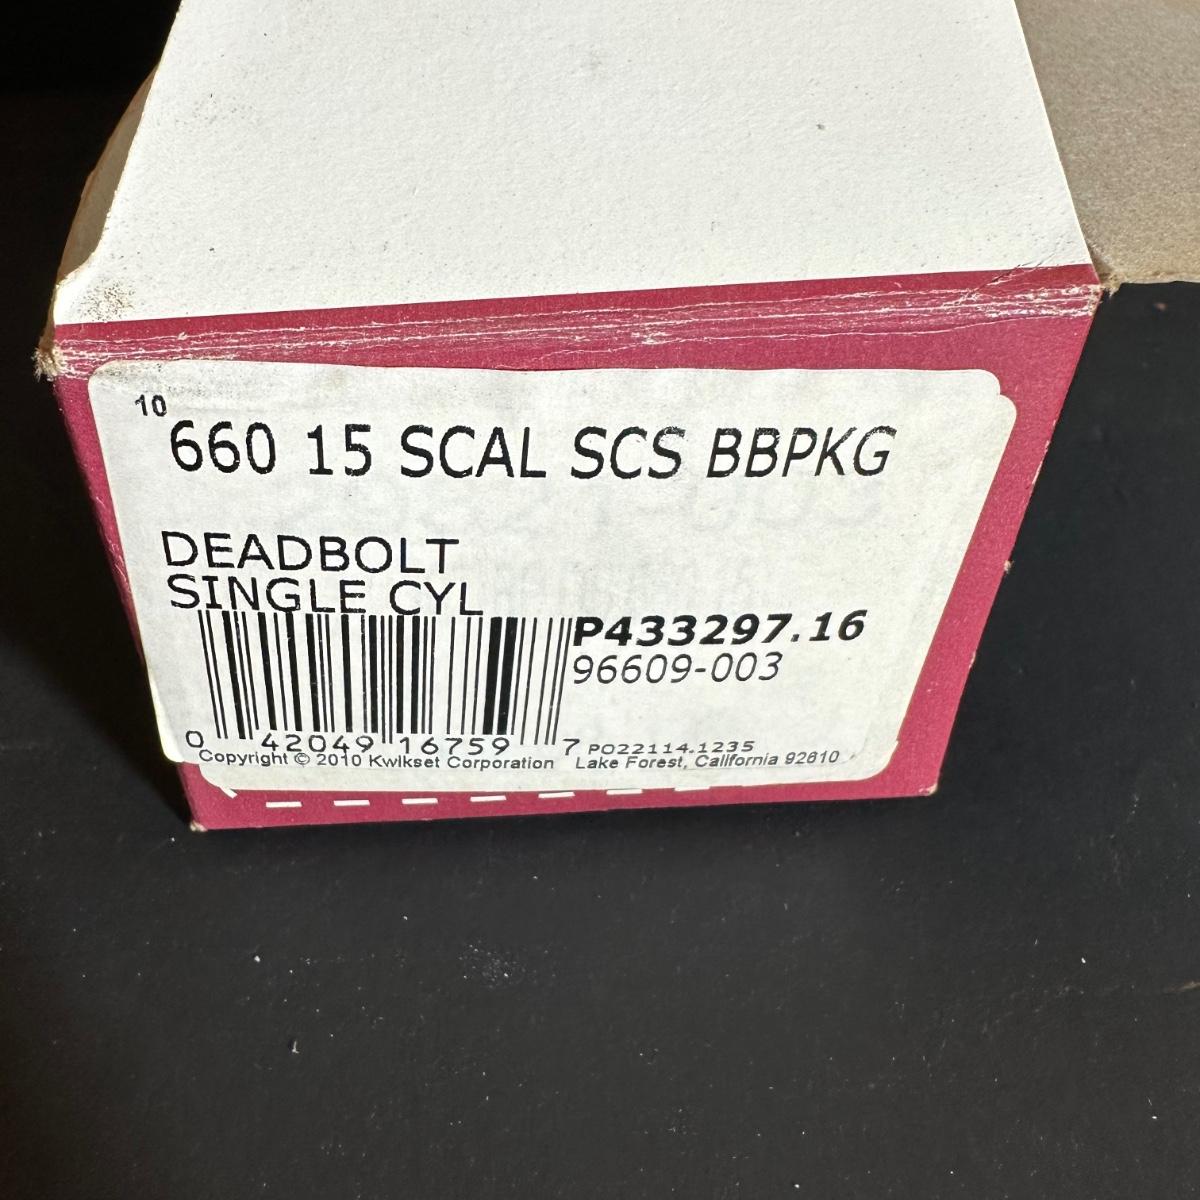 10
660 15 SCAL SCS BBPKG
DEADBOLT
SINGLE CYL
P433297.16
96609-003
0 42049 16759 7 PO22114.1235
Copyright © 2010 Kwikset Corporation Lake Forest, California 92610